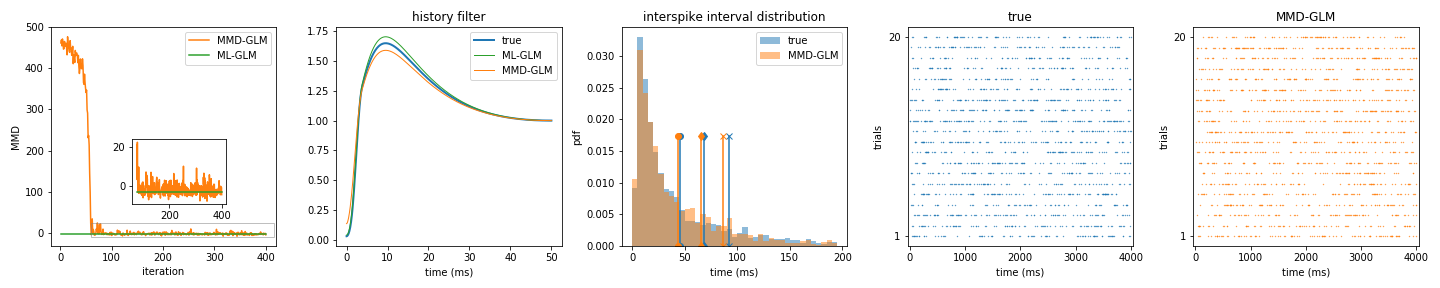 MMD-GLM
ML-GLM
500
400
300
200
100
0
MMD
20
0
200
400
0
100
200
300
400
iteration
history filter
true
ML-GLM
MMD-GLM
1.75
1.50
1.25
1.00
0.75
0.50
0.25
0.00
0
10
20
30
40
50
time (ms)
interspike interval distribution
true
MMD-GLM
0.030
0.025
0.020
0.015
0.010
0.005
0.000
pdf
0
50
100
150
200
time (ms)
true
20
1
trials
0
1000
2000
3000
4000
time (ms)
MMD-GLM
20
1
trials
0
1000
2000
3000
4000
time (ms)